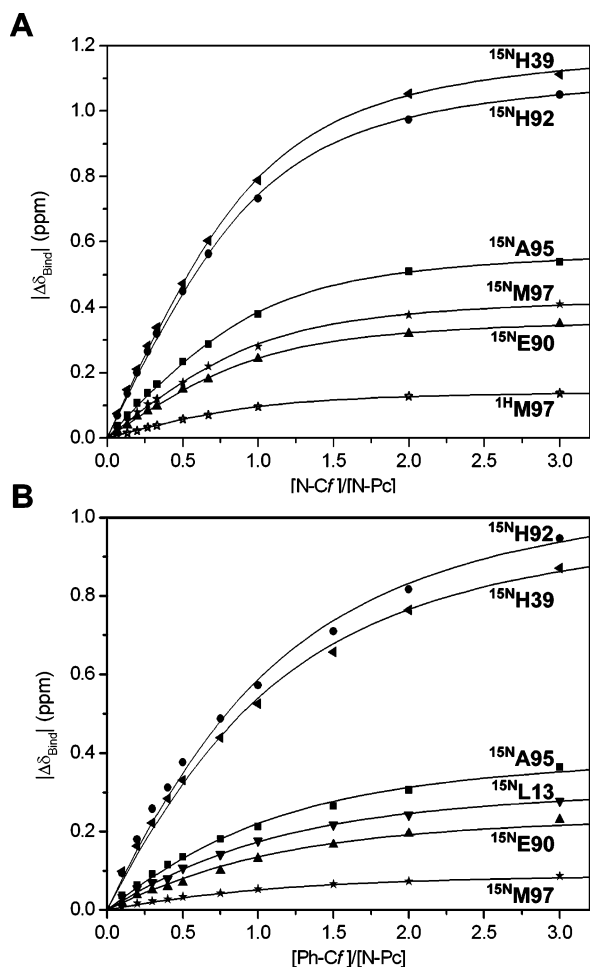 A
1.2
1.0
0.8
0.6
0.4
0.2
0.0
|Δδ_Bind| (ppm)
¹⁵NH39
¹⁵NH92
¹⁵NA95
¹⁵NM97
¹⁵NE90
¹HM97
0.0 0.5 1.0 1.5 2.0 2.5 3.0
[N-Cf]/[N-Pc]
B
1.0
0.8
0.6
0.4
0.2
0.0
|Δδ_Bind| (ppm)
¹⁵NH92
¹⁵NH39
¹⁵NA95
¹⁵NL13
¹⁵NE90
¹⁵NM97
0.0 0.5 1.0 1.5 2.0 2.5 3.0
[Ph-Cf]/[N-Pc]